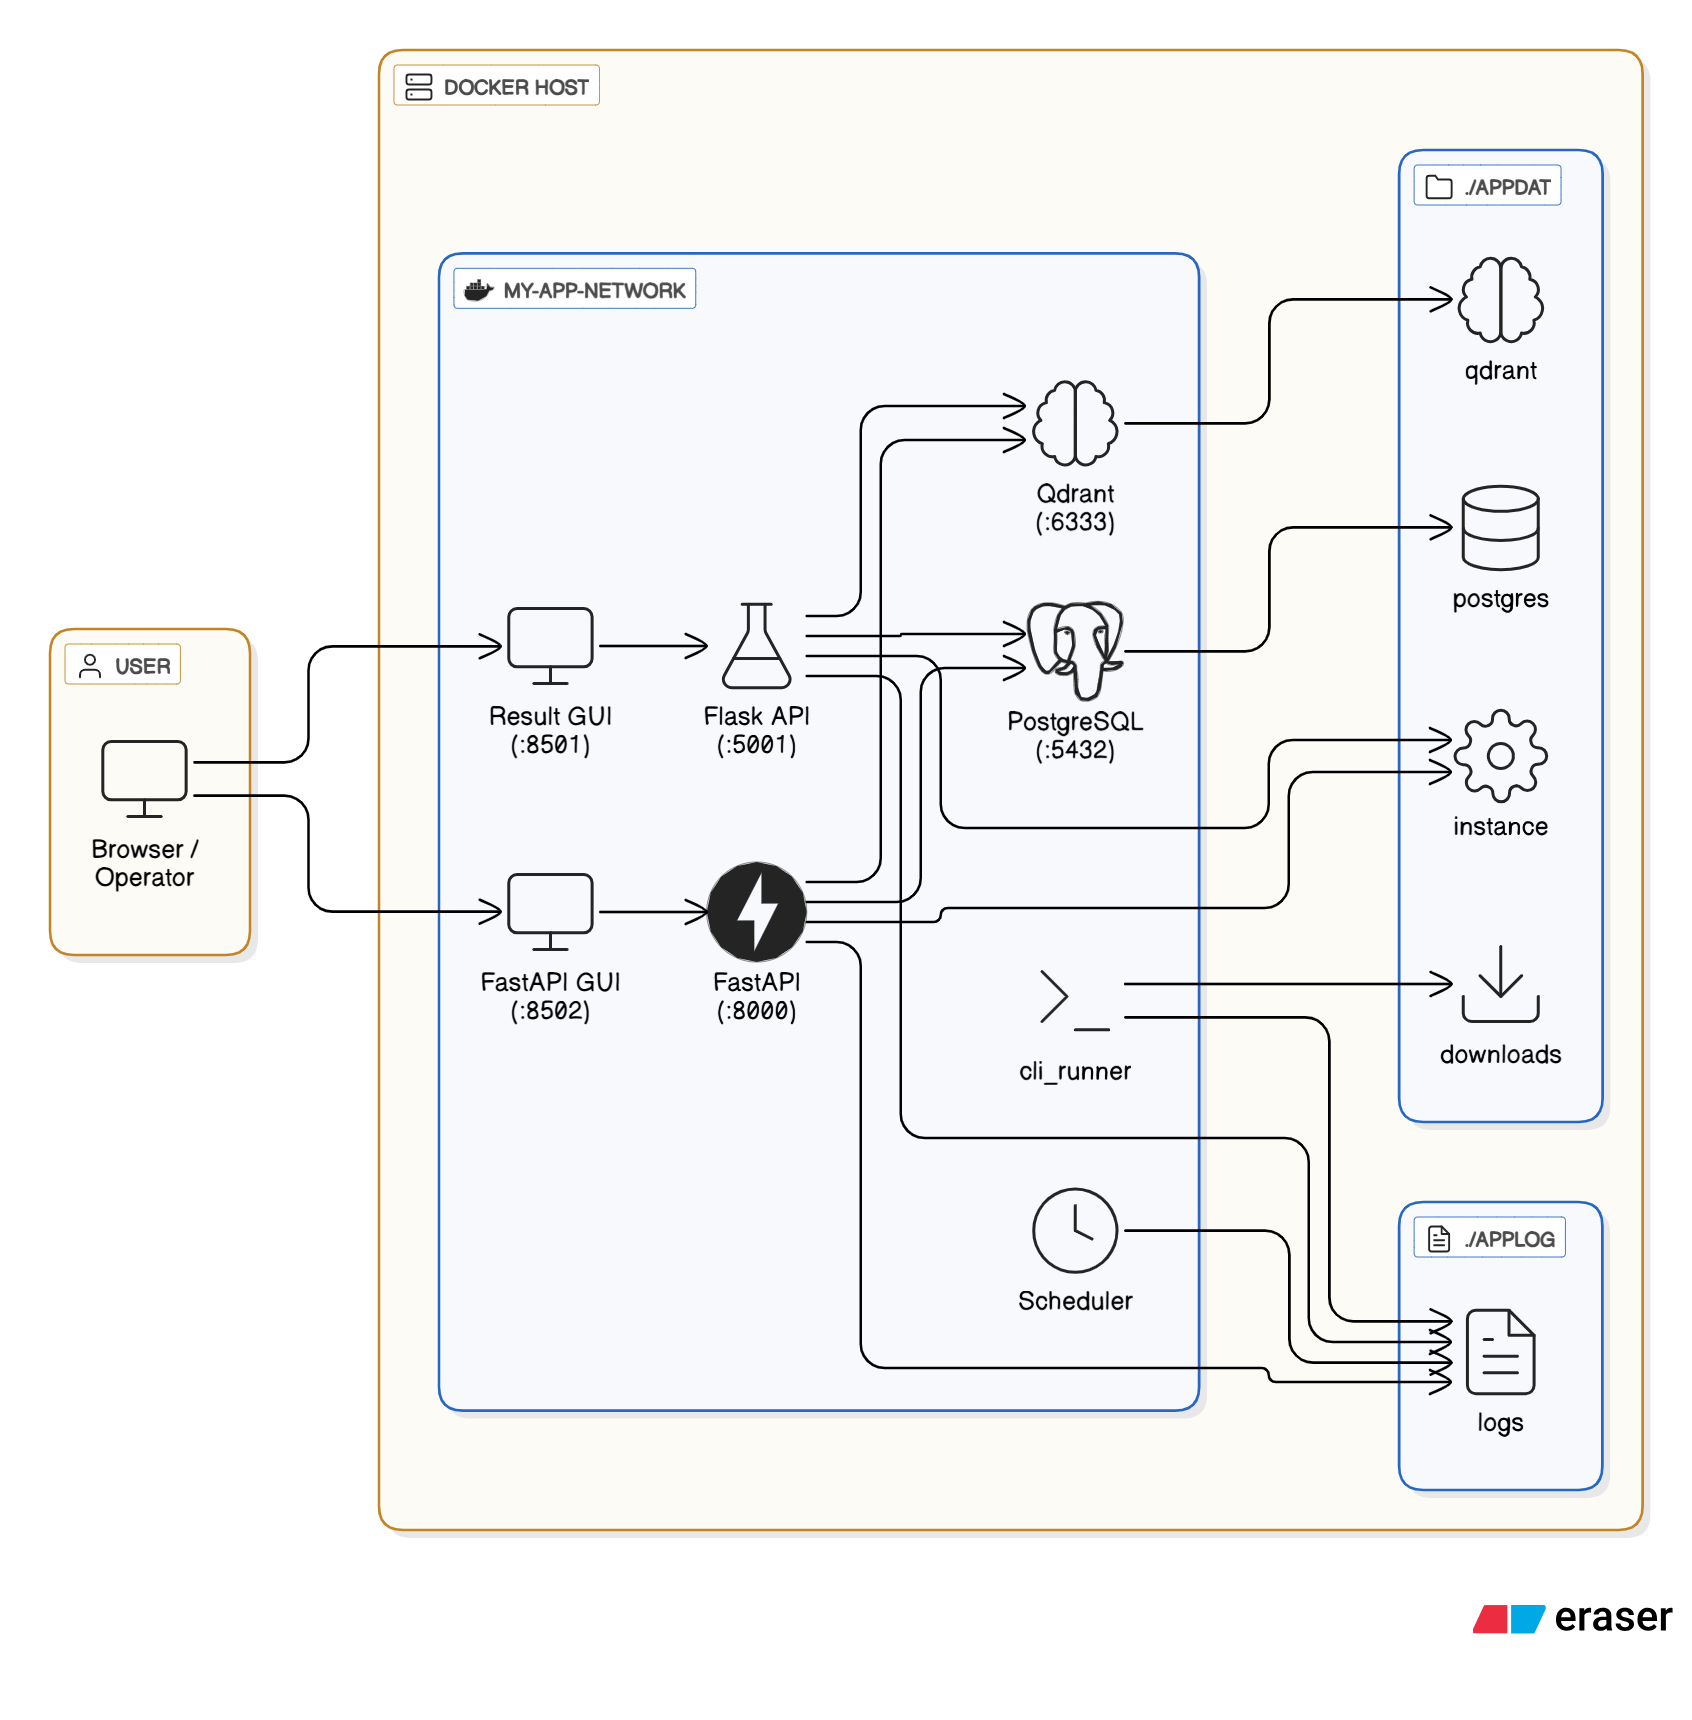 DOCKER HOST
./APPDAT
MY-APP-NETWORK
qdrant
Qdrant
(:6333)
postgres
USER
Result GUI
(:8501)
Flask API
(:5001)
PostgreSQL
(:5432)
instance
Browser /
Operator
FastAPI GUI
(:8502)
FastAPI
(:8000)
cli_runner
downloads
./APPLOG
Scheduler
logs
eraser